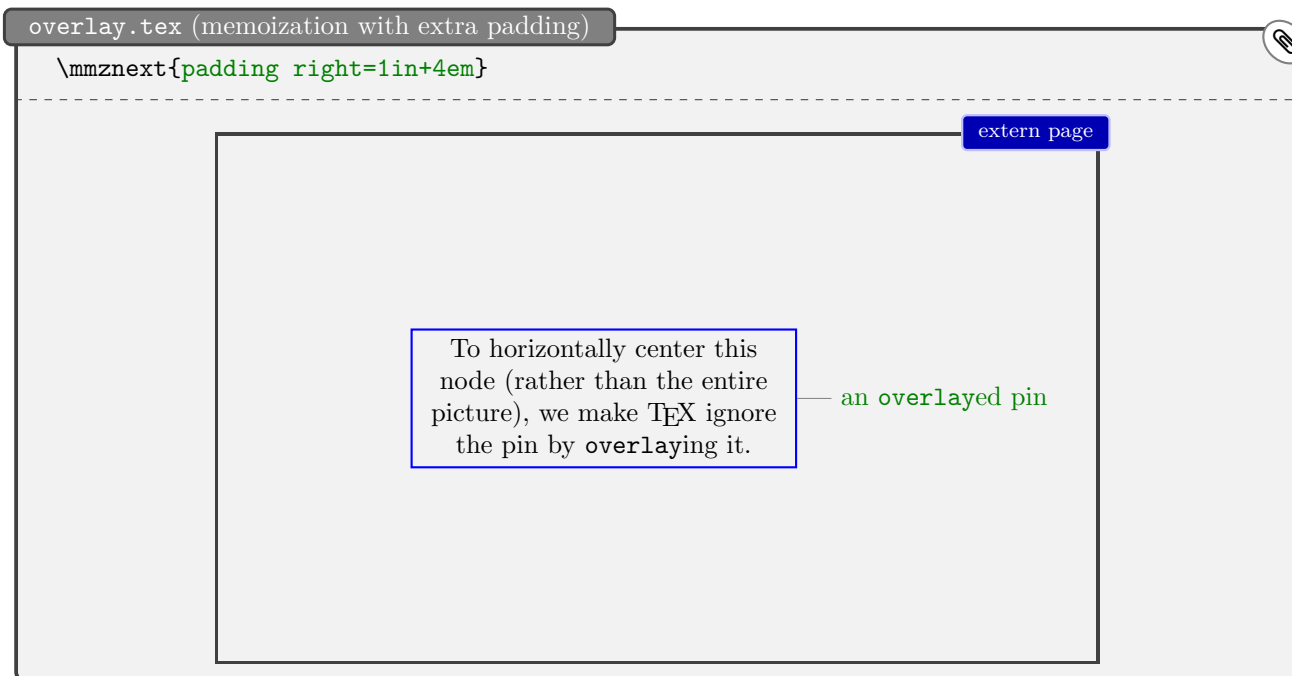 overlay.tex (memoization with extra padding)
\mmznext{padding right=1in+4em}
extern page
To horizontally center this
node (rather than the entire
picture), we make TEX ignore
the pin by overlaying it.
an overlayed pin